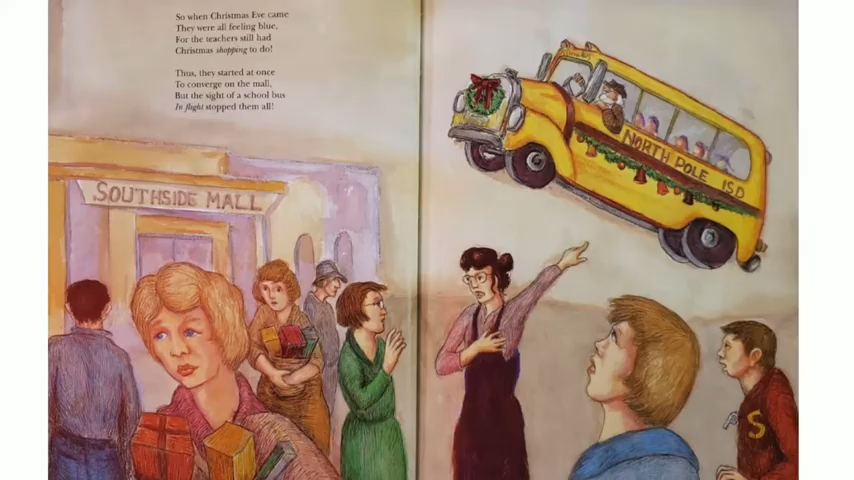 So when Christmas Eve came
They were all feeling blue,
For the teachers still had
Christmas shopping to do!
Thus, they started at once
To converge on the mall,
But the sight of a school bus
In flight stopped them all!
SOUTHSIDE MALL
NORTH POLE ISD
S